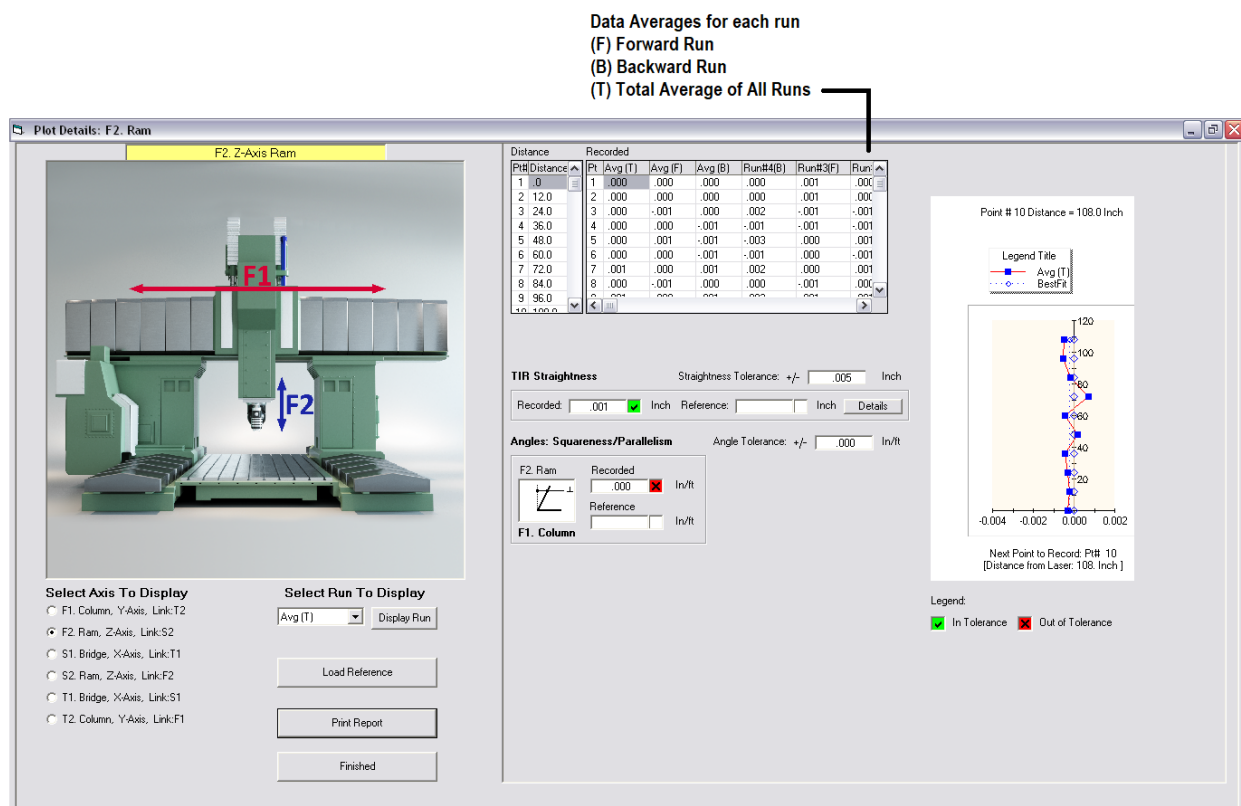 Data Averages for each run
(F) Forward Run
(B) Backward Run
(T) Total Average of All Runs
Plot Details: F2. Ram
F2. Z-Axis Ram
F1
F2
Select Axis To Display
F1. Column, Y-Axis, Link:T2
F2. Ram, Z-Axis, Link:S2
S1. Bridge, X-Axis, Link:T1
S2. Ram, Z-Axis, Link:F2
T1. Bridge, X-Axis, Link:S1
T2. Column, Y-Axis, Link:F1
Select Run To Display
Avg (T)
Display Run
Load Reference
Print Report
Finished
Distance
Pt# Distance
1 .0
2 12.0
3 24.0
4 36.0
5 48.0
6 60.0
7 72.0
8 84.0
9 96.0
10 108.0
Recorded
Pt Avg (T) Avg (F) Avg (B) Run#4(B) Run#3(F) Run
1 .000 .000 .000 .000 .001 .000
2 .000 .000 .000 .000 .000 .000
3 .000 -.001 .000 .002 -.001 -.001
4 .000 .000 -.001 -.001 -.001 -.001
5 .000 .001 -.001 -.003 .000 .001
6 .000 .000 -.001 .000 .000 -.001
7 .001 .000 .001 .002 .000 .001
8 .000 -.001 .000 .000 -.001 .000
TIR Straightness
Straightness Tolerance: +/- .005 Inch
Recorded: .001 Inch Reference: Inch Details
Angles: Squareness/Parallelism
Angle Tolerance: +/- .000 In/ft
F2. Ram
F1. Column
Recorded
.000 In/ft
Reference
In/ft
Point # 10 Distance = 108.0 Inch
Legend Title
Avg (T)
BestFit
120
100
80
60
40
20
-0.004 -0.002 0.000 0.002
Next Point to Record: Pt# 10
[Distance from Laser: 108. Inch ]
Legend:
In Tolerance Out of Tolerance